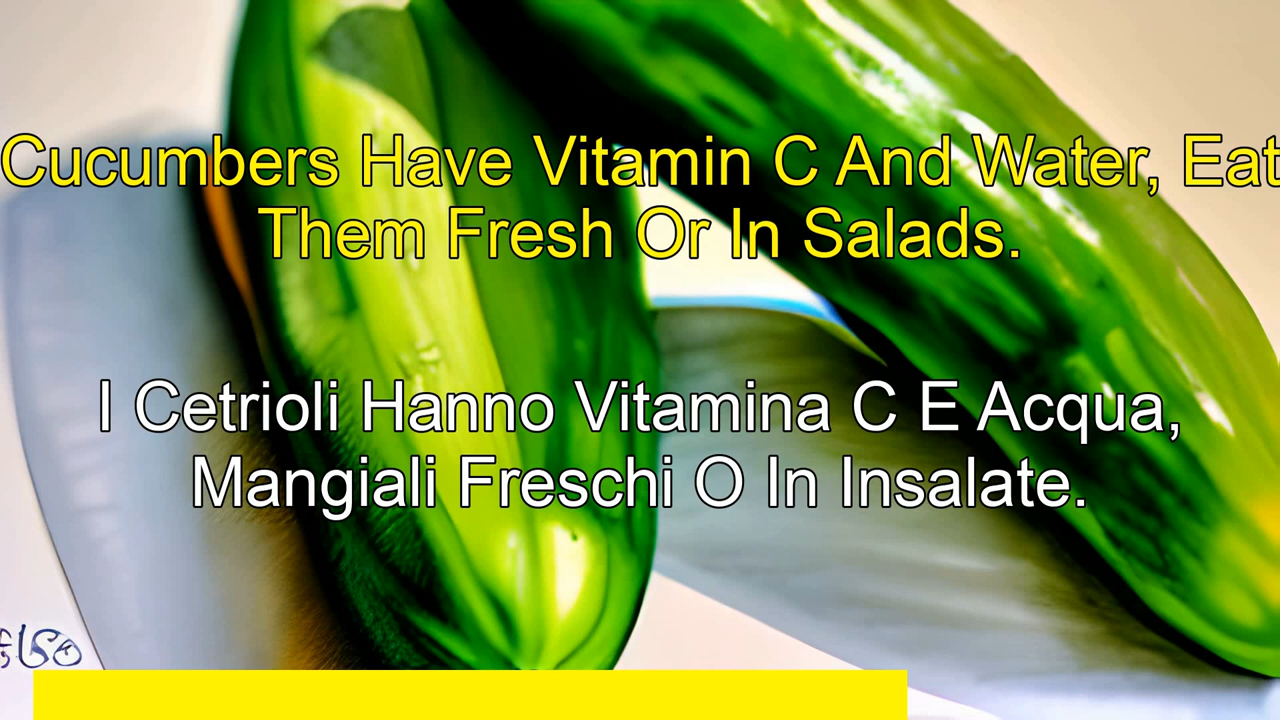 Cucumbers Have Vitamin C And Water, Eat
Them Fresh Or In Salads.
I Cetrioli Hanno Vitamina C E Acqua,
Mangiali Freschi O In Insalate.